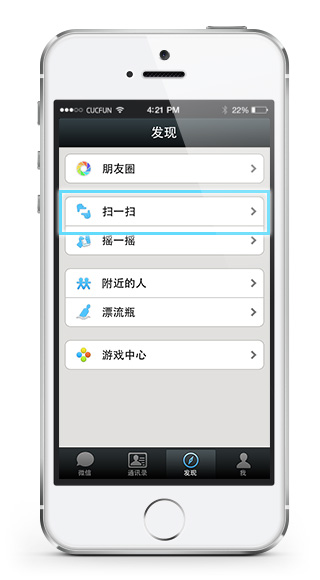 CUCFUN 4:21 PM 22%
发现
朋友圈
扫一扫
摇一摇
附近的人
漂流瓶
游戏中心
微信 通讯录 发现 我